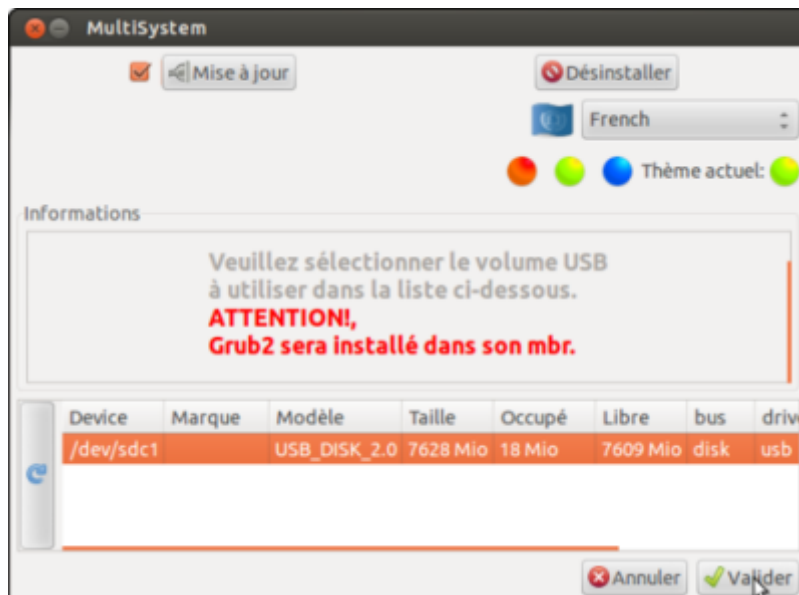 MultiSystem
Mise à jour
Désinstaller
French
Thème actuel:
Informations
Veuillez sélectionner le volume USB
à utiliser dans la liste ci-dessous.
ATTENTION!,
Grub2 sera installé dans son mbr.
Device Marque Modèle Taille Occupé Libre bus drive
/dev/sdc1 USB_DISK_2.0 7628 Mio 18 Mio 7609 Mio disk usb
Annuler
Valider